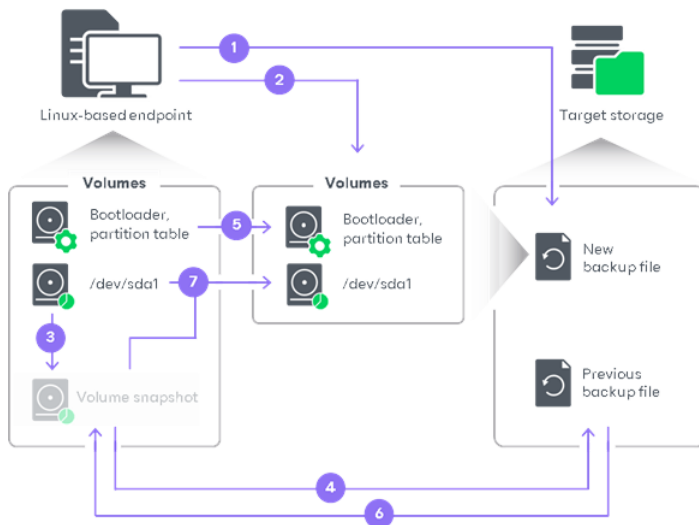 1
2
Linux-based endpoint
Target storage
Volumes
Volumes
Bootloader,
partition table
5
Bootloader,
partition table
New
backup file
/dev/sda1
7
/dev/sda1
3
Volume snapshot
Previous
backup file
4
6